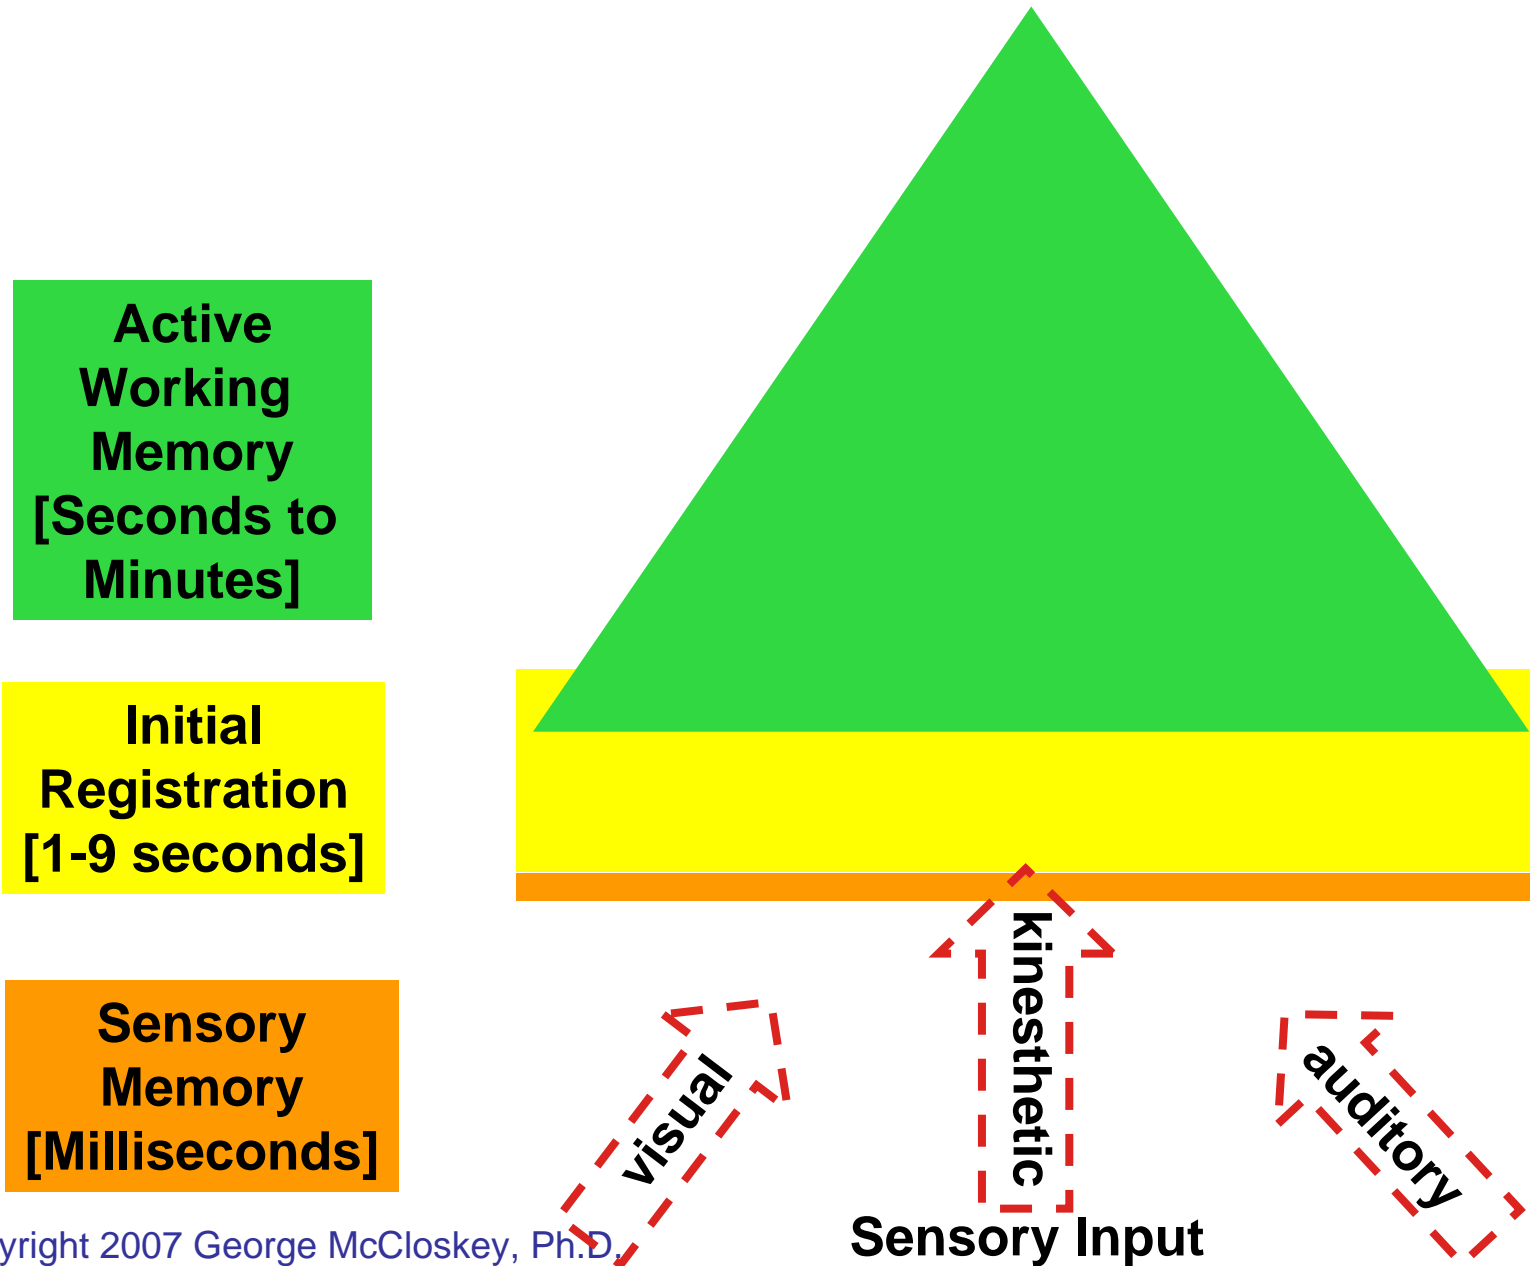 Active
Working
Memory
[Seconds to
Minutes]
Initial
Registration
[1-9 seconds]
Sensory
Memory
[Milliseconds]
visual
kinesthetic
auditory
Sensory Input
yright 2007 George McCloskey, Ph.D.